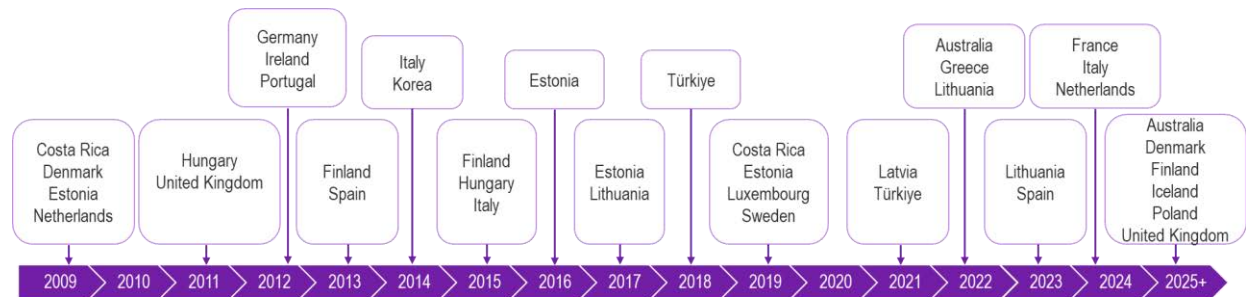 Germany
Ireland
Portugal
Italy
Korea
Estonia
Türkiye
Australia
Greece
Lithuania
France
Italy
Netherlands
Costa Rica
Denmark
Estonia
Netherlands
Hungary
United Kingdom
Finland
Spain
Finland
Hungary
Italy
Estonia
Lithuania
Costa Rica
Estonia
Luxembourg
Sweden
Latvia
Türkiye
Lithuania
Spain
Australia
Denmark
Finland
Iceland
Poland
United Kingdom
2009 2010 2011 2012 2013 2014 2015 2016 2017 2018 2019 2020 2021 2022 2023 2024 2025+